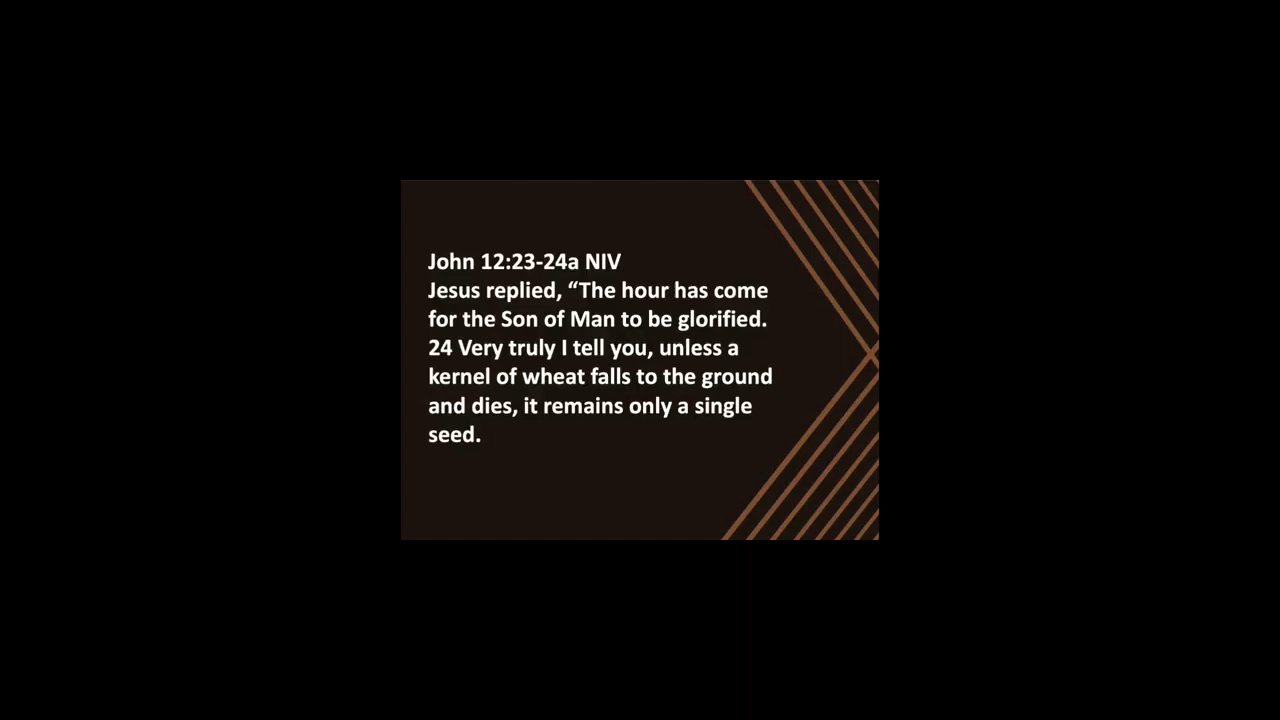 John 12:23-24a NIV
Jesus replied, “The hour has come
for the Son of Man to be glorified.
24 Very truly I tell you, unless a
kernel of wheat falls to the ground
and dies, it remains only a single
seed.